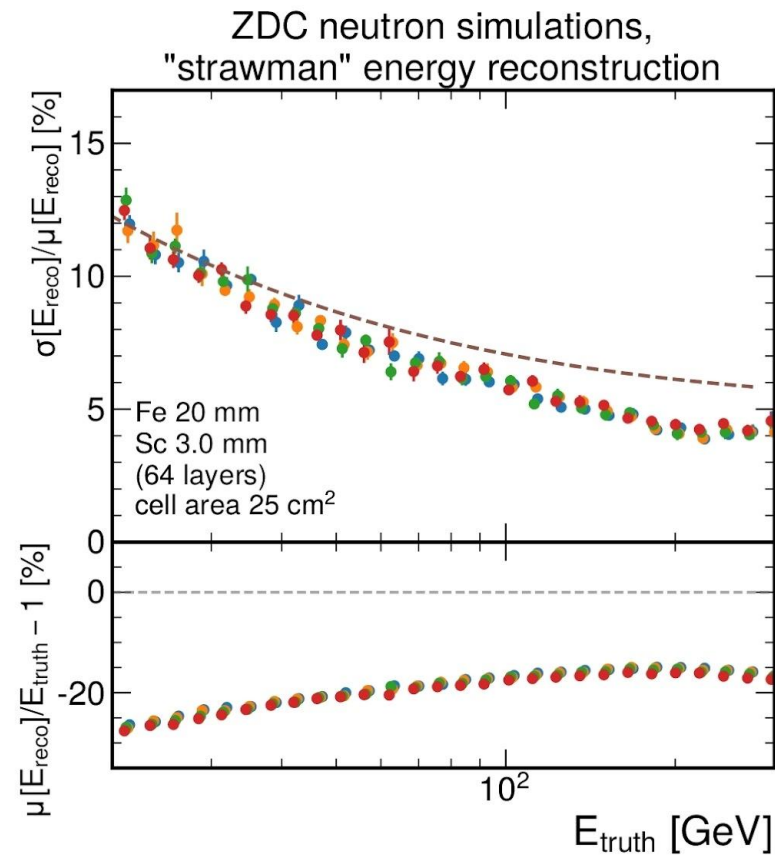 ZDC neutron simulations,
"strawman" energy reconstruction
σ[E_reco]/μ[E_reco] [%]
15
10
5
0
Fe 20 mm
Sc 3.0 mm
(64 layers)
cell area 25 cm²
μ[E_reco]/E_truth − 1 [%]
0
-20
10²
E_truth [GeV]